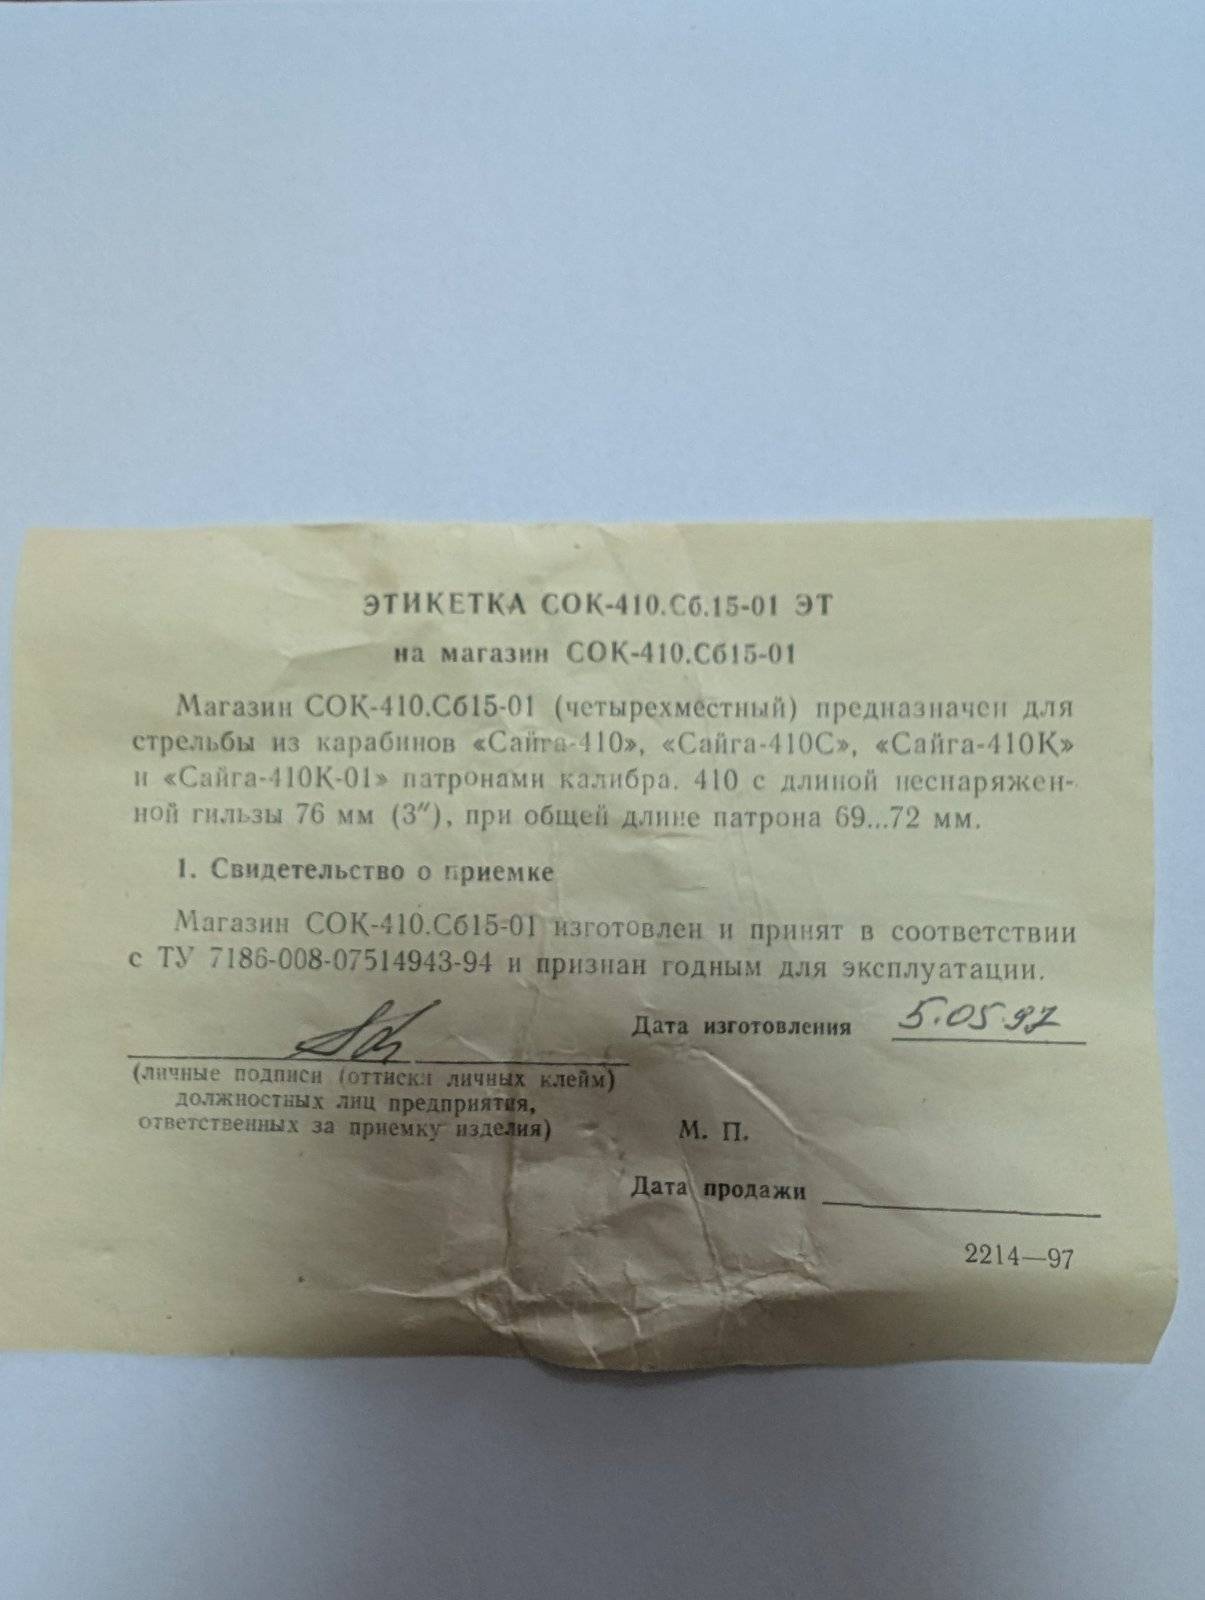 ЭТИКЕТКА СОК-410.Сб.15-01 ЭТ
на магазин СОК-410.Сб15-01
Магазин СОК-410.Сб15-01 (четырехместный) предназначен для
стрельбы из карабинов «Сайга-410», «Сайга-410С», «Сайга-410К»
и «Сайга-410К-01» патронами калибра. 410 с длиной неснаряжен-
ной гильзы 76 мм (3″), при общей длине патрона 69...72 мм.
1. Свидетельство о приемке
Магазин СОК-410.Сб15-01 изготовлен и принят в соответствии
с ТУ 7186-008-07514943-94 и признан годным для эксплуатации.
Дата изготовления 5.05.97
(личные подписи (оттиски личных клейм)
должностных лиц предприятия,
ответственных за приемку изделия)
М. П.
Дата продажи
2214—97